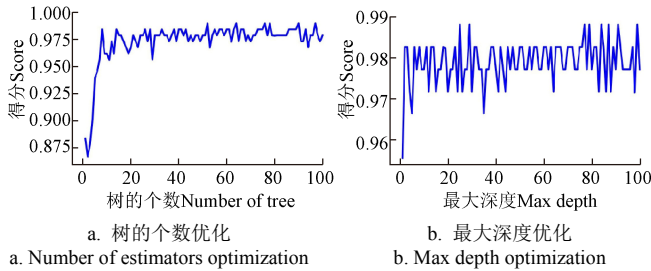 1.000
0.975
0.950
0.925
0.900
0.875
得分Score
0 20 40 60 80 100
树的个数Number of tree
a. 树的个数优化
a. Number of estimators optimization
0.99
0.98
0.97
0.96
得分Score
0 20 40 60 80 100
最大深度Max depth
b. 最大深度优化
b. Max depth optimization